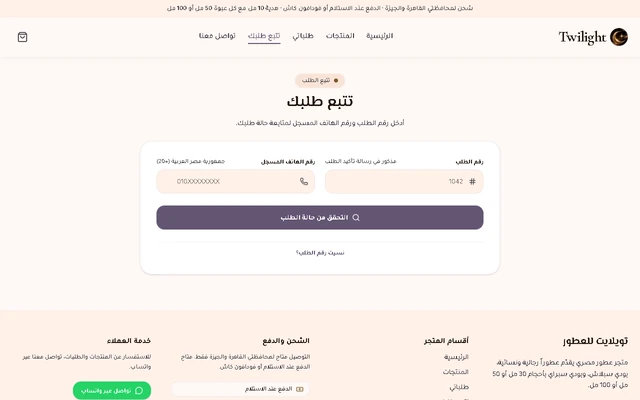 شحن لمحافظتي القاهرة والجيزة · الدفع عند الاستلام أو فودافون كاش · هدية 10 مل مع كل عبوة 50 مل أو 100 مل
Twilight
الرئيسية
المنتجات
طلباتي
تتبع طلبك
تواصل معنا
تتبع الطلب
تتبع طلبك
أدخل رقم الطلب ورقم الهاتف المسجل لمتابعة حالة طلبك.
رقم الطلب
مذكور في رسالة تأكيد الطلب
# 1042
رقم الهاتف المسجل
جمهورية مصر العربية (+20)
010XXXXXXXX
التحقق من حالة الطلب
نسيت رقم الطلب؟
تويلايت للعطور
متجر عطور مصري يقدّم عطوراً رجالية ونسائية،
بودي سبلاش، وبودي سبراي بأحجام 30 مل أو 50
مل أو 100 مل.
أقسام المتجر
الرئيسية
المنتجات
طلباتي
الشحن والدفع
التوصيل متاح لمحافظتي القاهرة والجيزة فقط. متاح
الدفع عند الاستلام أو فودافون كاش.
الدفع عند الاستلام
خدمة العملاء
للاستفسار عن المنتجات والطلبات، تواصل معنا عبر
واتساب.
تواصل عبر واتساب